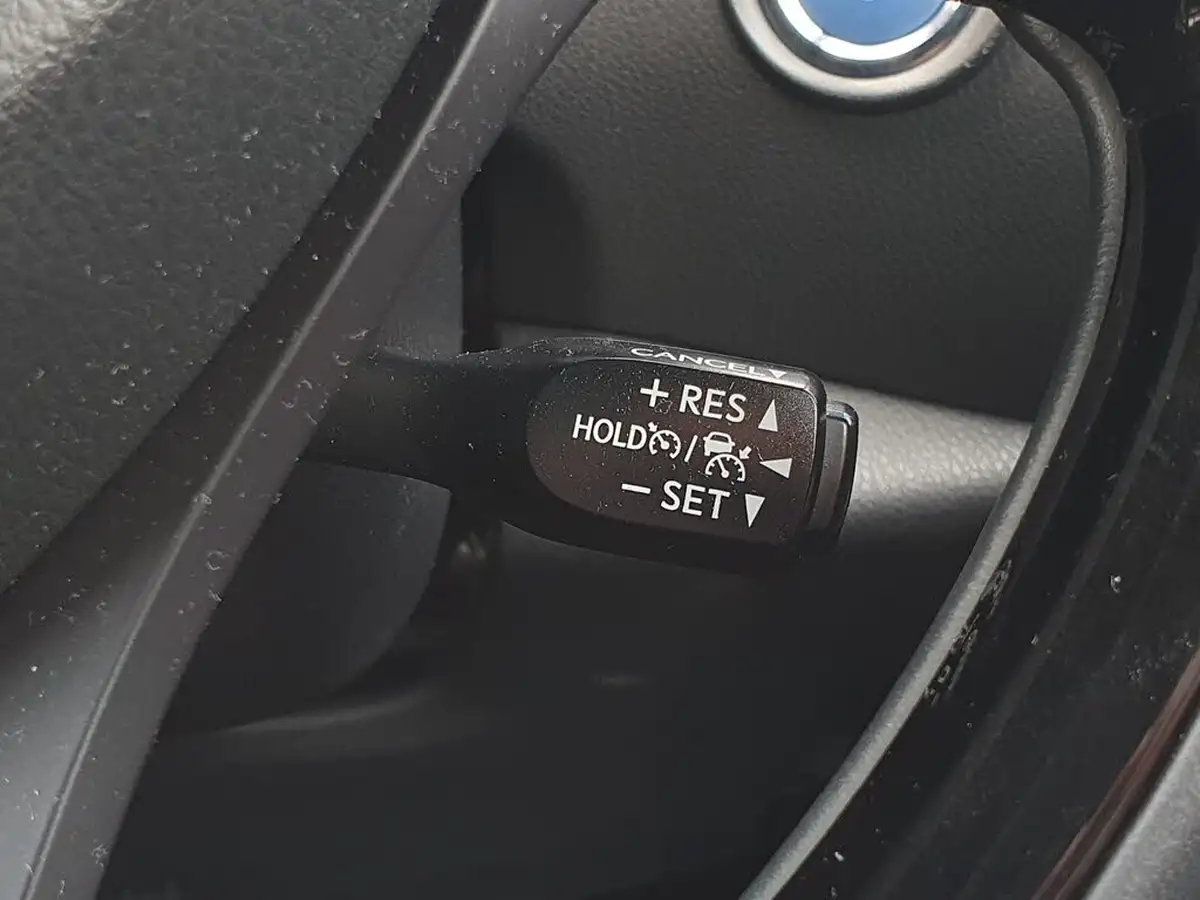 CANCEL
+ RES
HOLD /
− SET